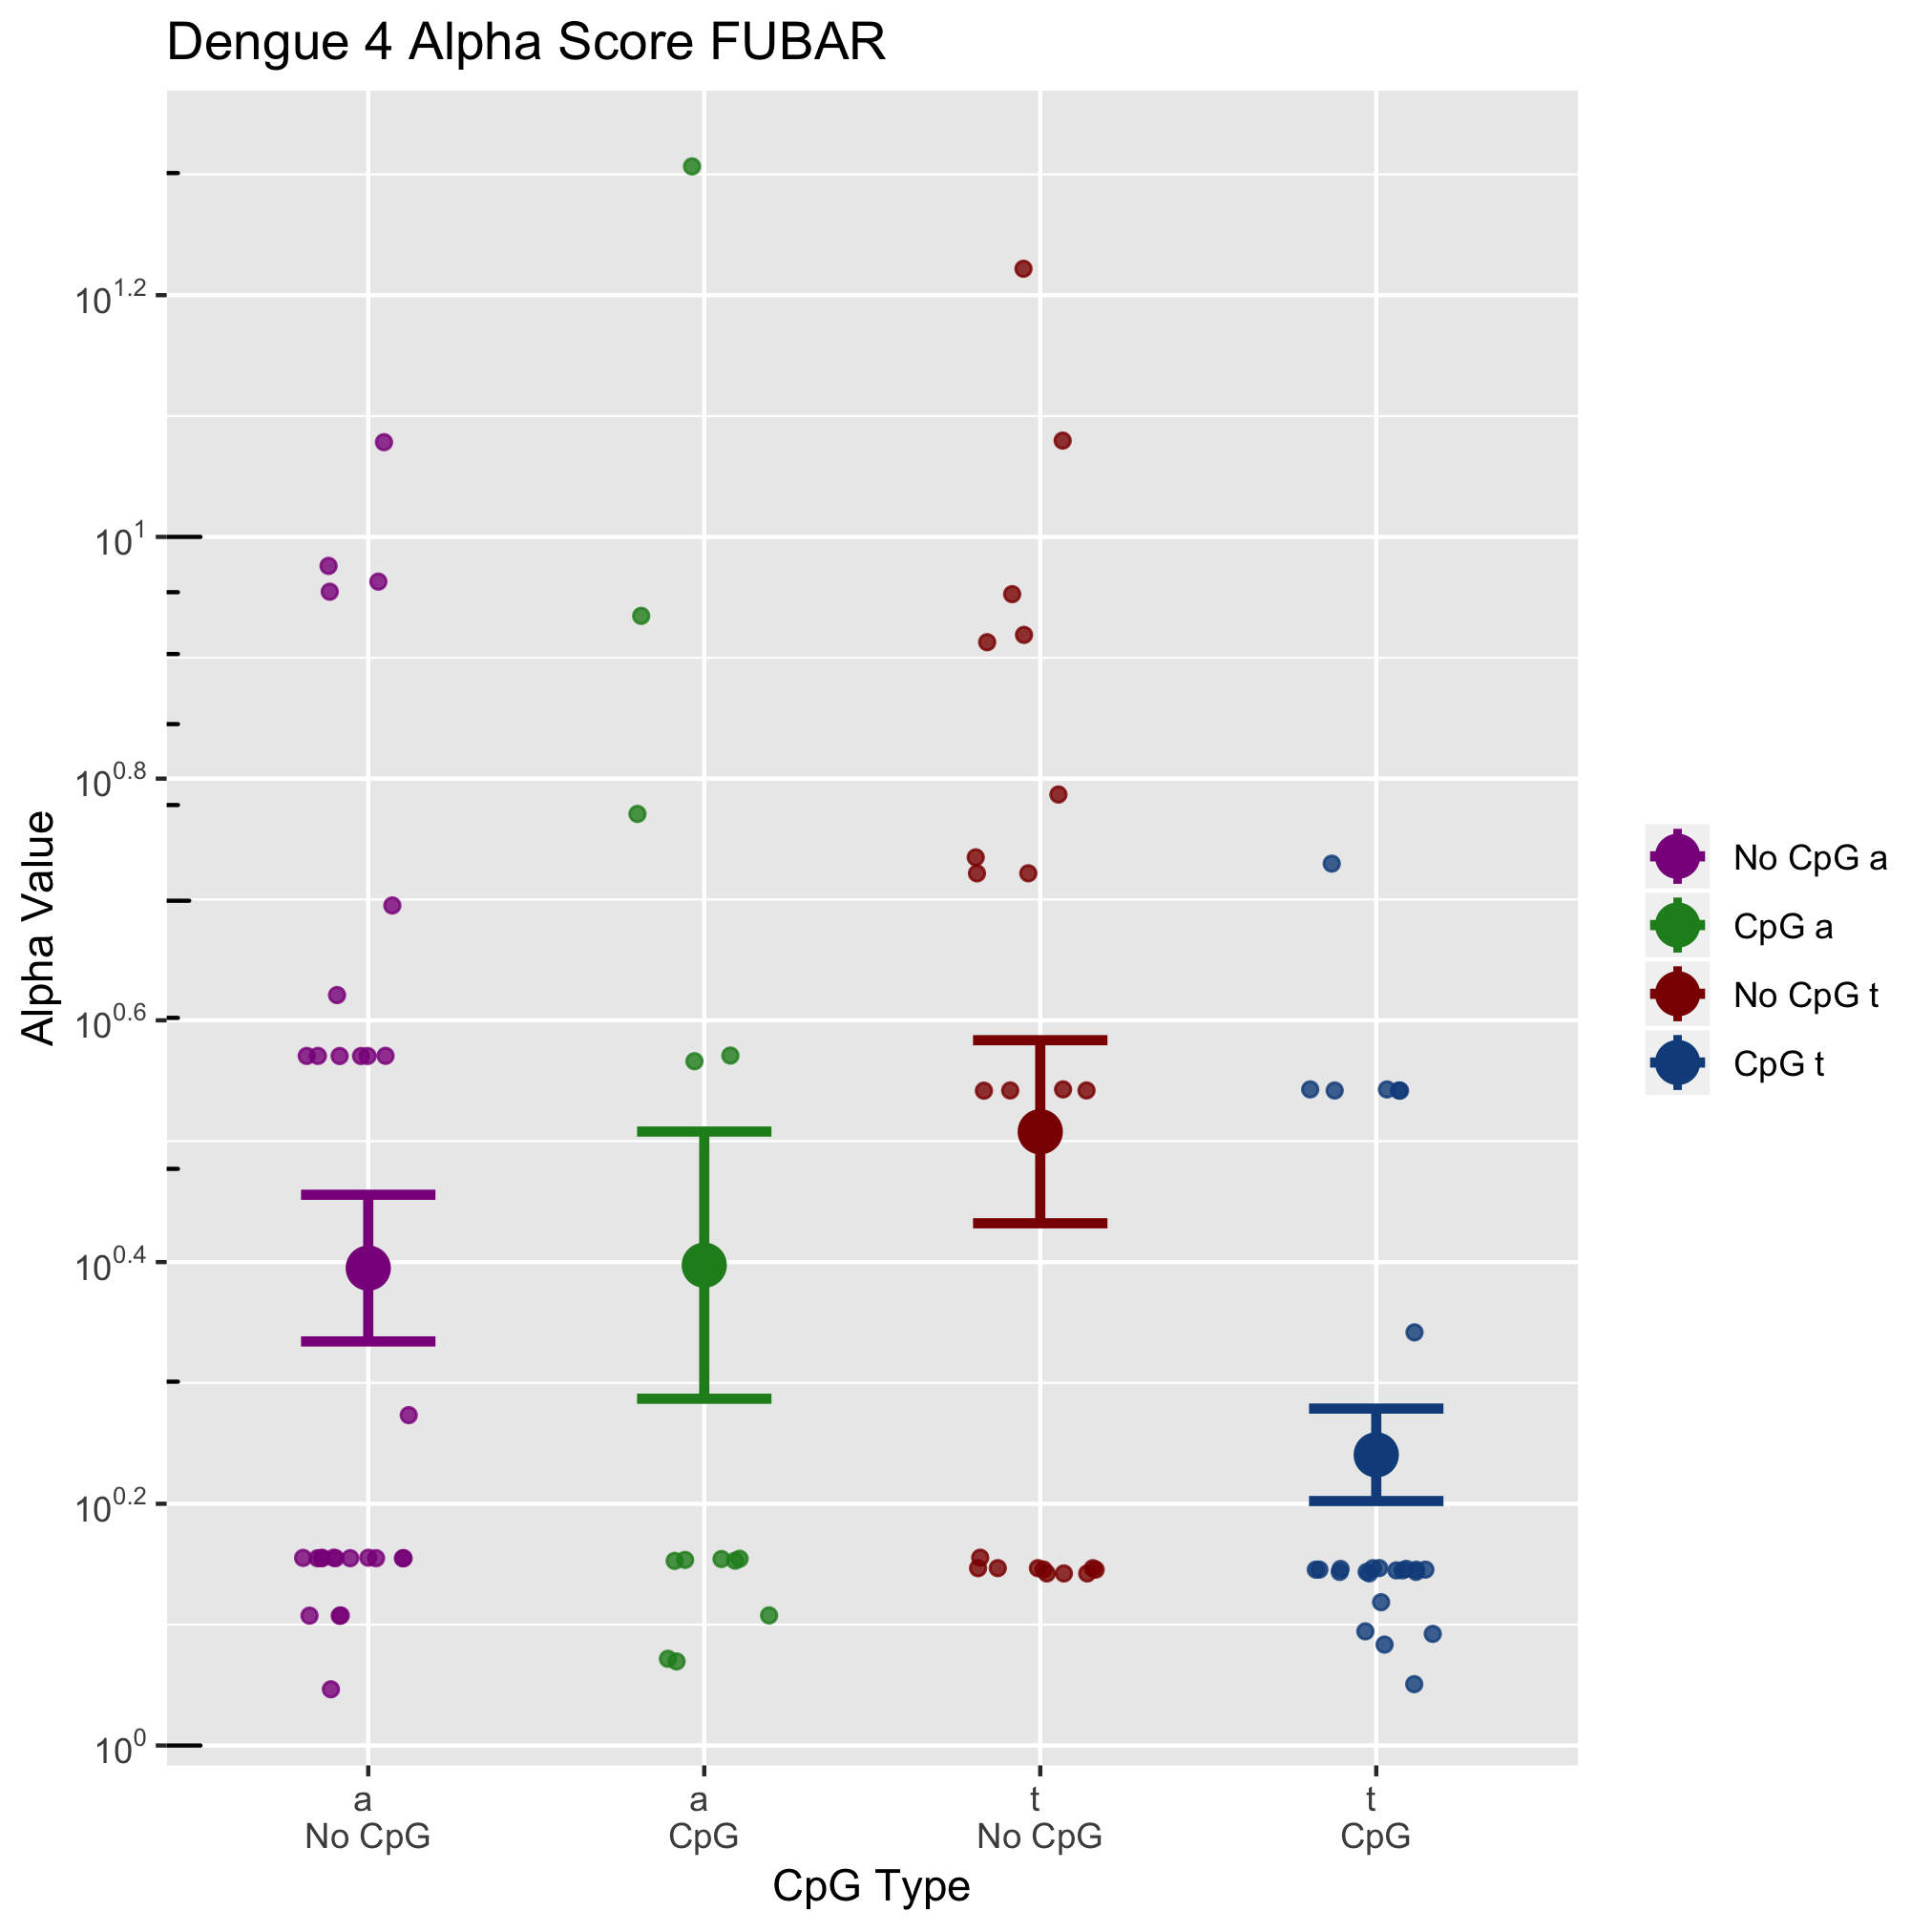 Dengue 4 Alpha Score FUBAR
Alpha Value
10^1.2
10^1
10^0.8
10^0.6
10^0.4
10^0.2
10^0
a
No CpG
a
CpG
t
No CpG
t
CpG
CpG Type
No CpG a
CpG a
No CpG t
CpG t